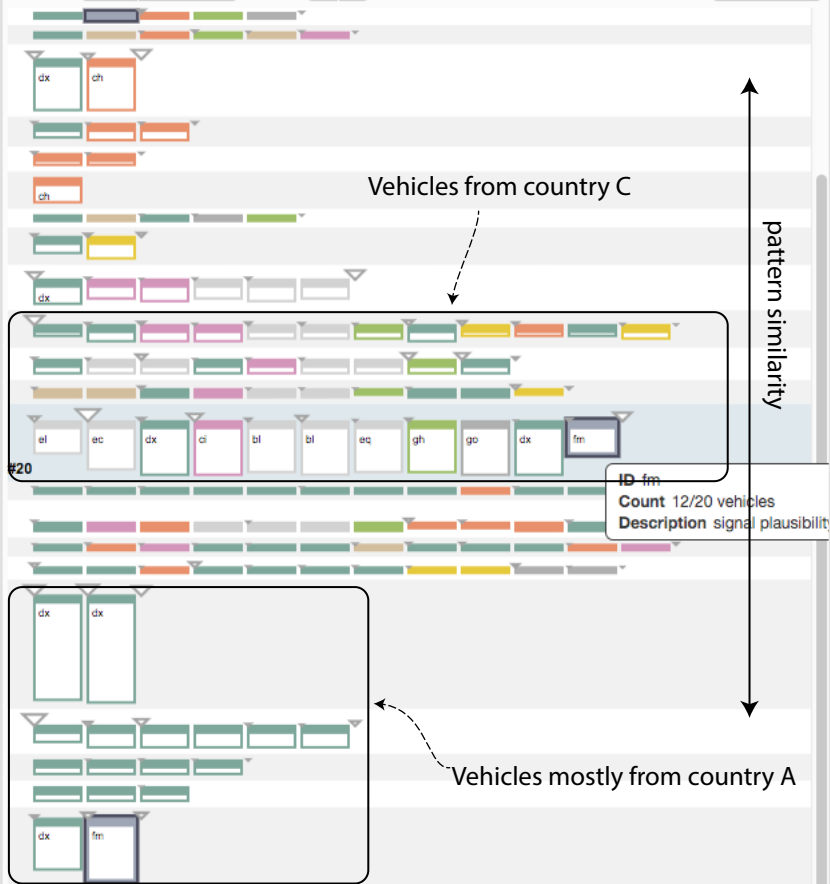 dx ch
ch
Vehicles from country C
dx
pattern similarity
el ec dx ci bl bl eq gh go dx fm
#20
ID fm
Count 12/20 vehicles
Description signal plausibility
dx dx
Vehicles mostly from country A
dx fm